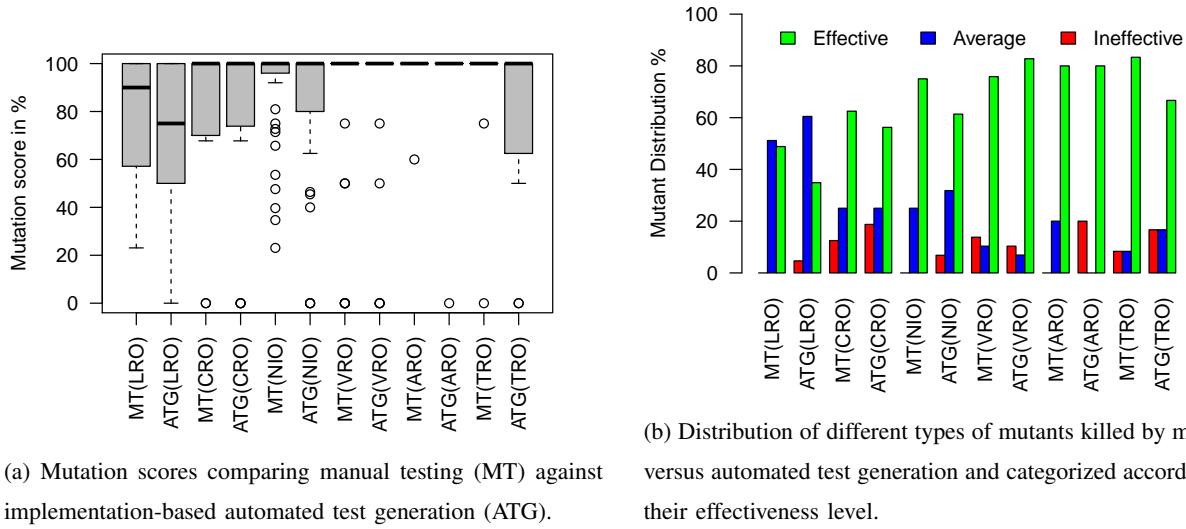 Mutation score in %
100
80
60
40
20
0
MT(LRO)
ATG(LRO)
MT(CRO)
ATG(CRO)
MT(NIO)
ATG(NIO)
MT(VRO)
ATG(VRO)
MT(ARO)
ATG(ARO)
MT(TRO)
ATG(TRO)
(a) Mutation scores comparing manual testing (MT) against
implementation-based automated test generation (ATG).
Mutant Distribution %
100
80
60
40
20
0
Effective Average Ineffective
MT(LRO)
ATG(LRO)
MT(CRO)
ATG(CRO)
MT(NIO)
ATG(NIO)
MT(VRO)
ATG(VRO)
MT(ARO)
ATG(ARO)
MT(TRO)
ATG(TRO)
(b) Distribution of different types of mutants killed by m
versus automated test generation and categorized accord
their effectiveness level.